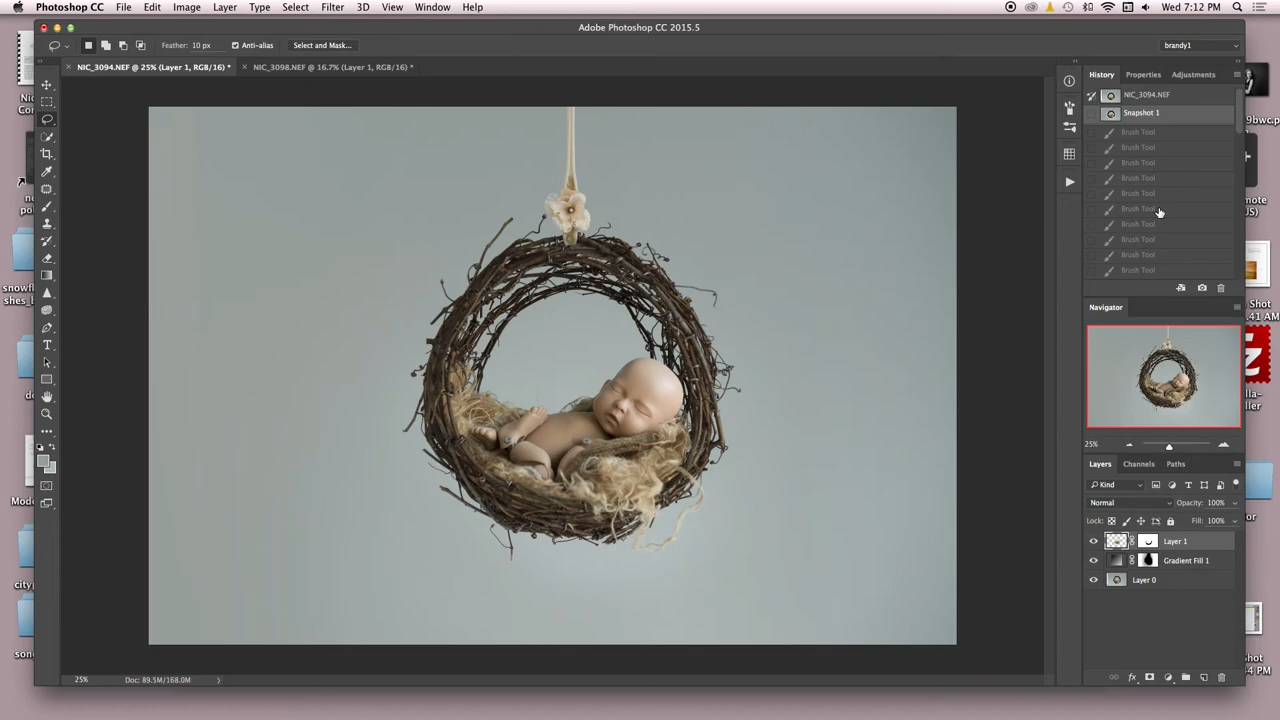 Photoshop CC File Edit Image Layer Type Select Filter 3D View Window Help Wed 7:12 PM
Adobe Photoshop CC 2015.5
Feather: 10 px Anti-alias Select and Mask... brandy1
NIC_3094.NEF @ 25% (Layer 1, RGB/16) * NIC_3098.NEF @ 16.7% (Layer 1, RGB/16) *
History Properties Adjustments
NIC_3094.NEF
Snapshot 1
Brush Tool
Brush Tool
Brush Tool
Brush Tool
Brush Tool
Brush Tool
Brush Tool
Brush Tool
Brush Tool
Brush Tool
Navigator
25%
Layers Channels Paths
Kind
Normal Opacity: 100%
Lock: Fill: 100%
Layer 1
Gradient Fill 1
Layer 0
25% Doc: 89.5M/168.0M